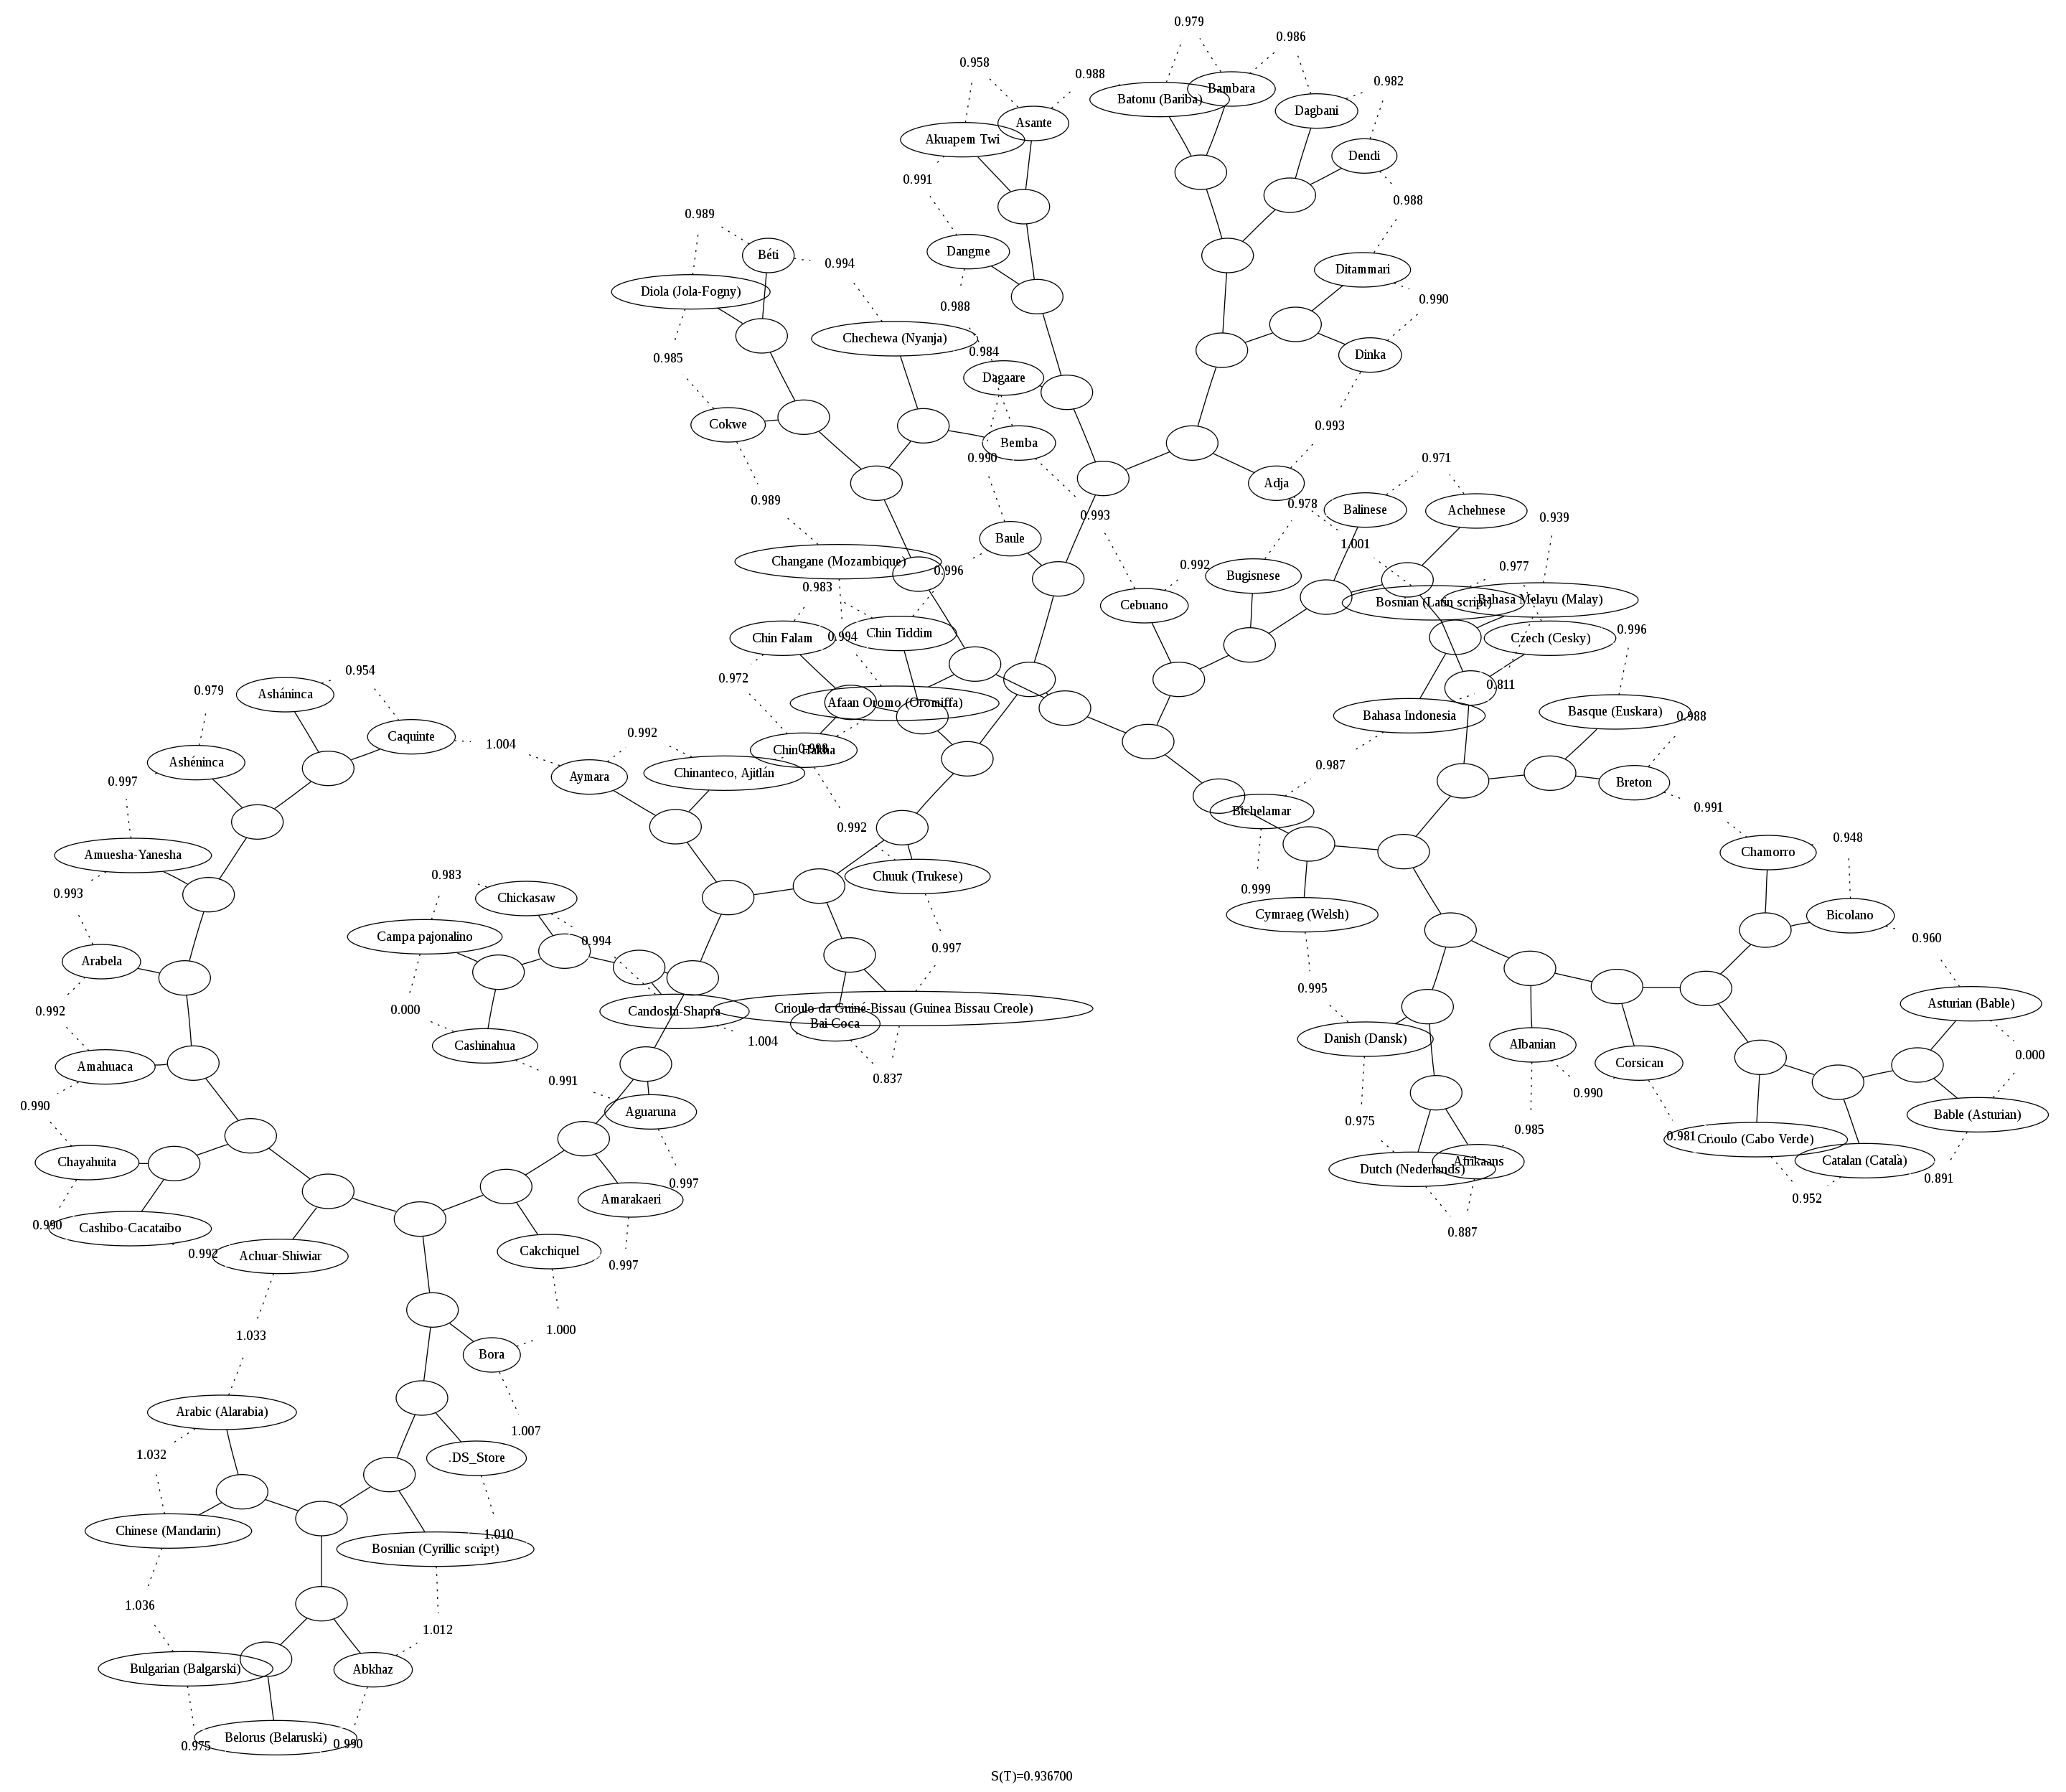 0.979
0.986
0.958
0.988
0.982
Bambara
Batonu (Bariba)
Dagbani
Asante
Akuapem Twi
Dendi
0.991
0.988
0.989
Béti
Dangme
0.994
Ditammari
Diola (Jola-Fogny)
0.990
0.988
Chechewa (Nyanja)
0.984
0.985
Dinka
Dagaare
Cokwe
0.993
Bemba
0.990
0.971
Adja
0.989
0.978
Balinese
Achehnese
0.993
0.939
Baule
1.001
Changane (Mozambique)
0.996
0.992
Bugisnese
0.977
0.983
Cebuano
Bosnian (Latin script)
Bahasa Melayu (Malay)
0.996
Chin Falam
0.994
Chin Tiddim
Czech (Cesky)
0.954
0.972
0.979
Asháninca
0.811
Afaan Oromo (Oromiffa)
Bahasa Indonesia
Basque (Euskara)
0.988
0.992
Caquinte
1.004
Chin Hakha
0.998
Ashéninca
0.987
0.997
Aymara
Chinanteco, Ajitlán
Breton
0.991
Bichelamar
0.992
0.948
Amuesha-Yanesha
Chamorro
0.983
Chuuk (Trukese)
0.993
0.999
Chickasaw
Cymraeg (Welsh)
Bicolano
Campa pajonalino
0.994
0.997
0.960
Arabela
0.995
Asturian (Bable)
0.992
0.000
Candoshi-Shapra
Crioulo da Guiné-Bissau (Guinea Bissau Creole)
Bai Coca
1.004
Danish (Dansk)
Albanian
0.000
Cashinahua
Amahuaca
Corsican
0.991
0.837
0.990
0.990
Aguaruna
Bable (Asturian)
0.975
0.985
0.981
Crioulo (Cabo Verde)
Chayahuita
Dutch (Nederlands)
Afrikaans
Catalan (Català)
0.997
0.891
Amarakaeri
0.952
0.990
Cashibo-Cacataibo
0.887
0.992
Achuar-Shiwiar
Cakchiquel
0.997
1.033
1.000
Bora
Arabic (Alarabia)
1.007
1.032
.DS_Store
Chinese (Mandarin)
1.010
Bosnian (Cyrillic script)
1.036
1.012
Bulgarian (Balgarski)
Abkhaz
Belorus (Belaruski)
0.975
0.990
S(T)=0.936700